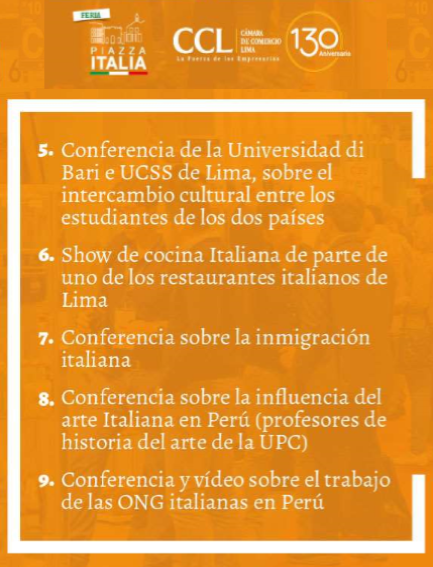 FERIA
PIAZZA
ITALIA
CCL
CÁMARA
DE COMERCIO
LIMA
La Fuerza de las Empresarios
130
Aniversario
5. Conferencia de la Universidad di
Bari e UCSS de Lima, sobre el
intercambio cultural entre los
estudiantes de los dos países
6. Show de cocina Italiana de parte de
uno de los restaurantes italianos de
Lima
7. Conferencia sobre la inmigración
italiana
8. Conferencia sobre la influencia del
arte Italiana en Perú (profesores de
historia del arte de la UPC)
9. Conferencia y vídeo sobre el trabajo
de las ONG italianas en Perú